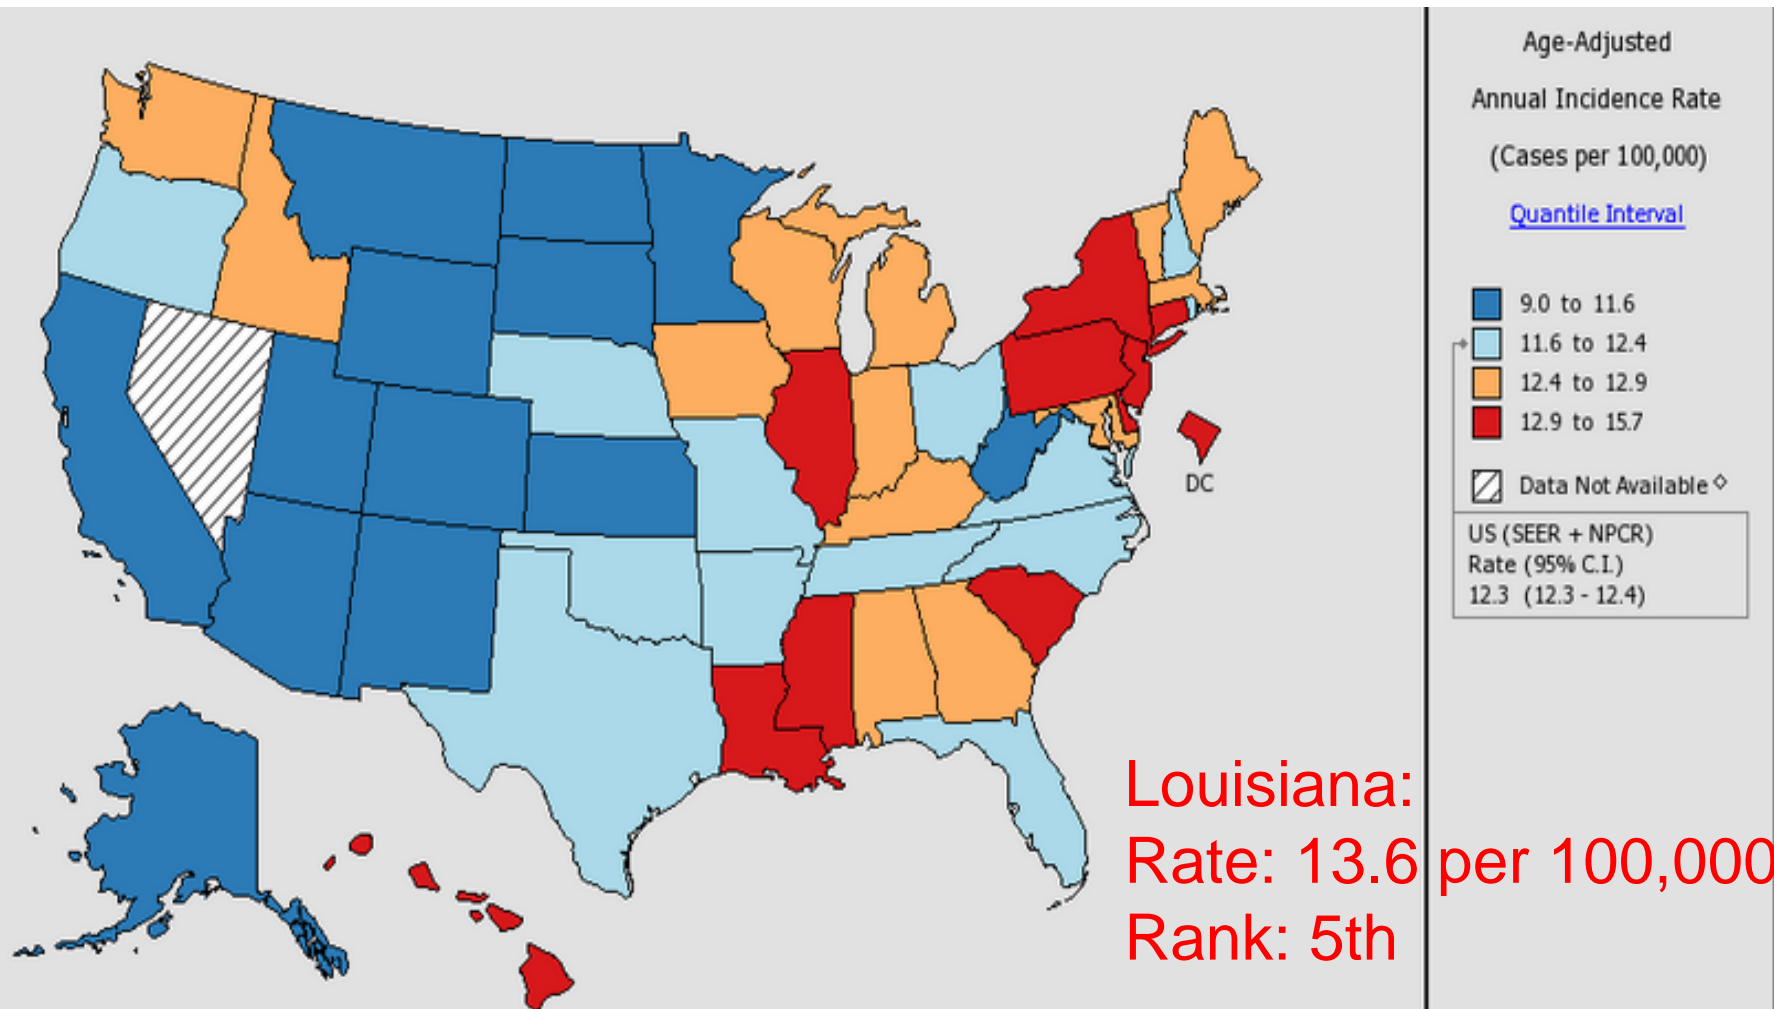 Age-Adjusted
Annual Incidence Rate
(Cases per 100,000)
Quantile Interval
9.0 to 11.6
11.6 to 12.4
12.4 to 12.9
12.9 to 15.7
Data Not Available ◇
US (SEER + NPCR)
Rate (95% C.I.)
12.3 (12.3 - 12.4)
DC
Louisiana:
Rate: 13.6 per 100,000
Rank: 5th